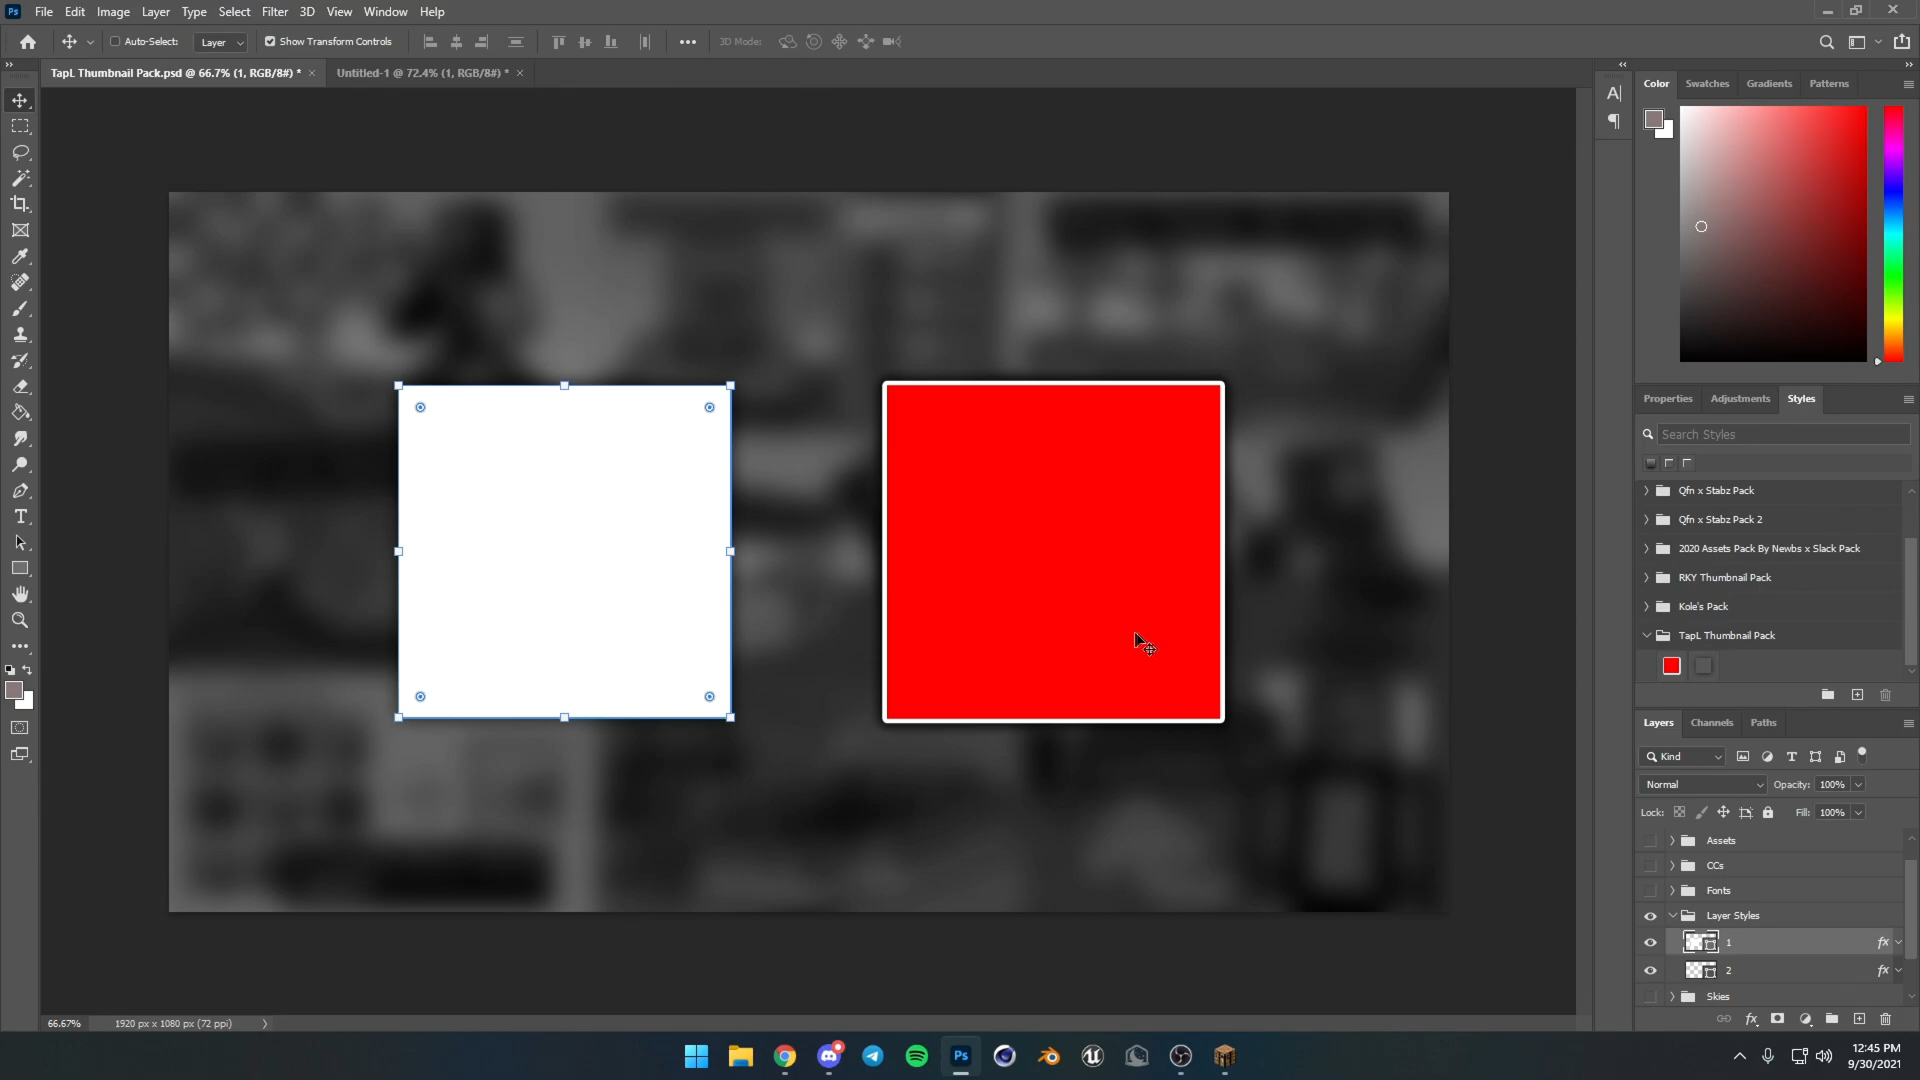 Ps File Edit Image Layer Type Select Filter 3D View Window Help
Auto-Select: Layer Show Transform Controls 3D Mode:
TapL Thumbnail Pack.psd @ 66.7% (1, RGB/8#) * × Untitled-1 @ 72.4% (1, RGB/8#) * ×
Color Swatches Gradients Patterns
Properties Adjustments Styles
Search Styles
Qfn x Stabz Pack
Qfn x Stabz Pack 2
2020 Assets Pack By Newbs x Slack Pack
RKY Thumbnail Pack
Kole's Pack
TapL Thumbnail Pack
Layers Channels Paths
Kind
Normal Opacity: 100%
Lock: Fill: 100%
Assets
CCs
Fonts
Layer Styles
1 fx
2 fx
Skies
66.67% 1920 px x 1080 px (72 ppi)
fx
Ps
12:45 PM
9/30/2021